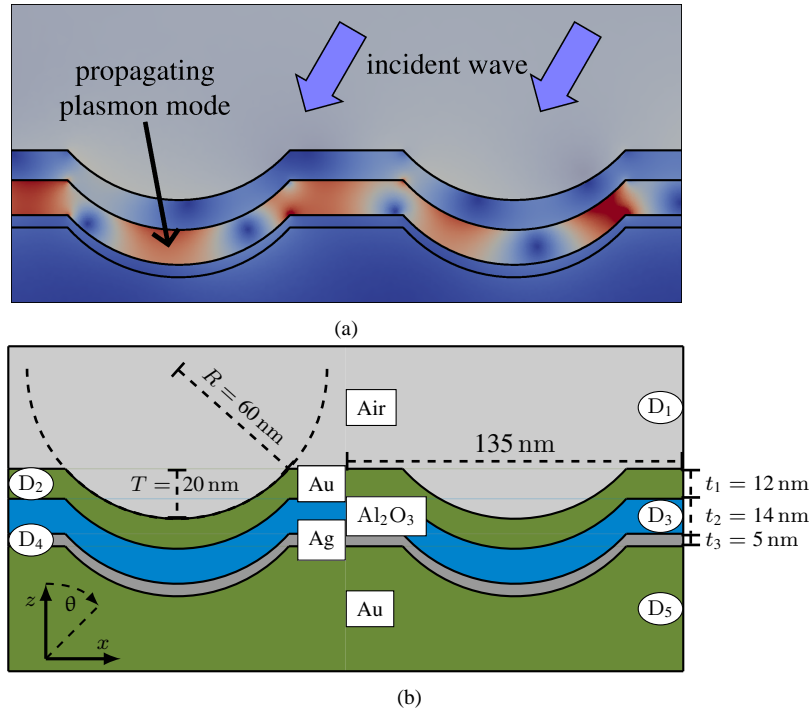 propagating
plasmon mode
incident wave
(a)
R = 60 nm
Air
D₁
135 nm
D₂
T = 20 nm
Au
t₁ = 12 nm
Al₂O₃
D₃
t₂ = 14 nm
D₄
Ag
t₃ = 5 nm
z
θ
x
Au
D₅
(b)